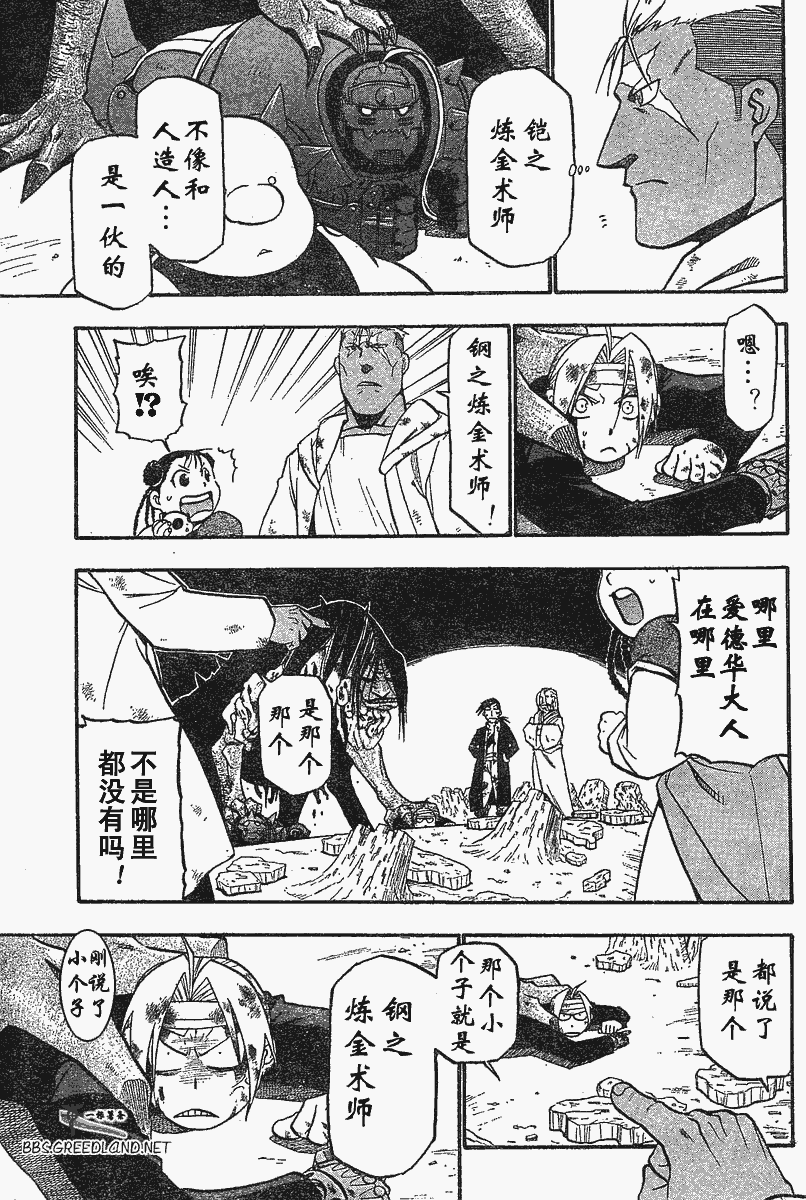 铠之
炼金术师
不像和
人造人…
是一伙的
嗯…？
钢之炼金术师！
唉
!?
哪里
爱德华大人
在哪里
是那个
那个
不是哪里
都没有吗！
都说了
是那个
那个小
个子就是
钢之
炼金术师
刚说了
小个子
BBS.GREEDLAND.NET